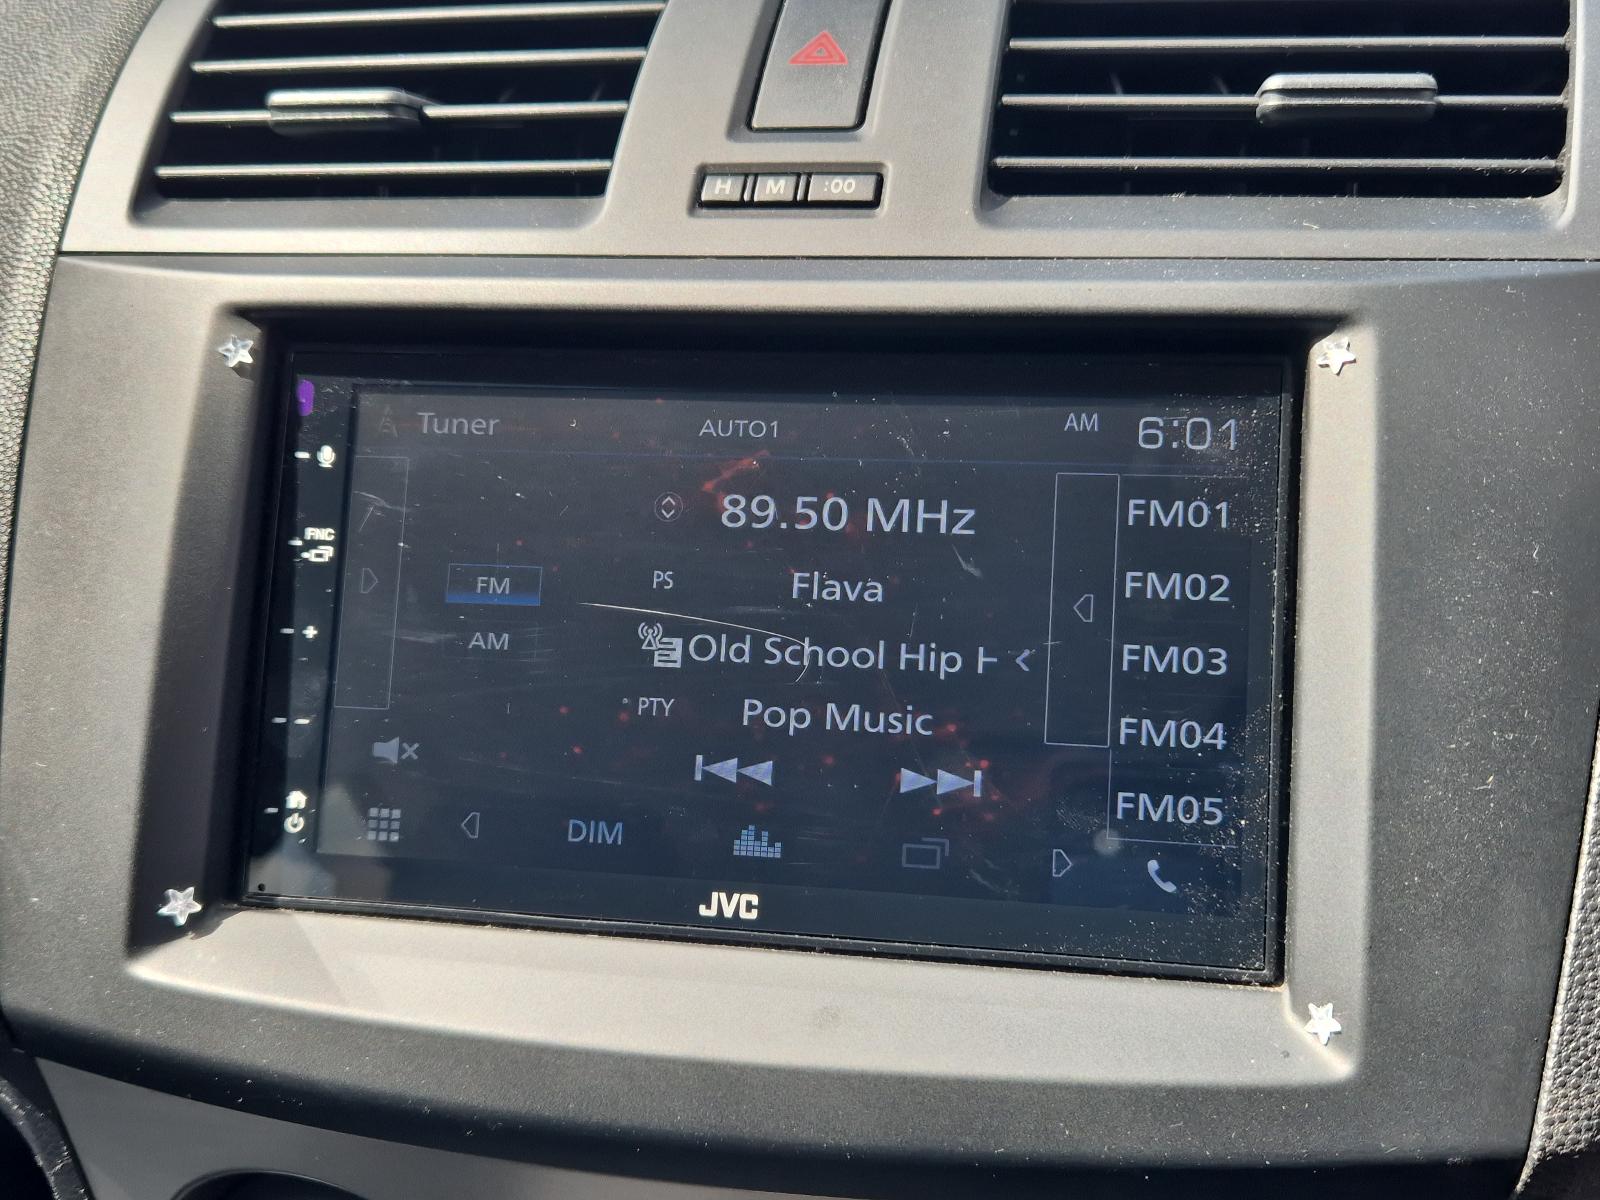 H M :00
Tuner AUTO1 AM 6:01
89.50 MHz FM01
FNC
FM PS Flava FM02
AM Old School Hip H < FM03
PTY Pop Music FM04
FM05
DIM
JVC